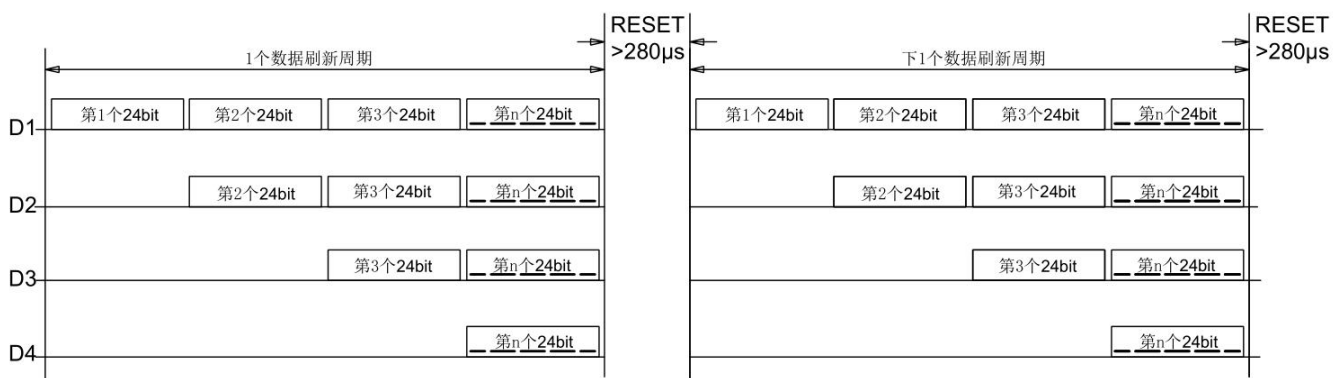 RESET
>280μs
RESET
>280μs
1个数据刷新周期
下1个数据刷新周期
D1 第1个24bit 第2个24bit 第3个24bit 第n个24bit 第1个24bit 第2个24bit 第3个24bit 第n个24bit
D2 第2个24bit 第3个24bit 第n个24bit 第2个24bit 第3个24bit 第n个24bit
D3 第3个24bit 第n个24bit 第3个24bit 第n个24bit
D4 第n个24bit 第n个24bit